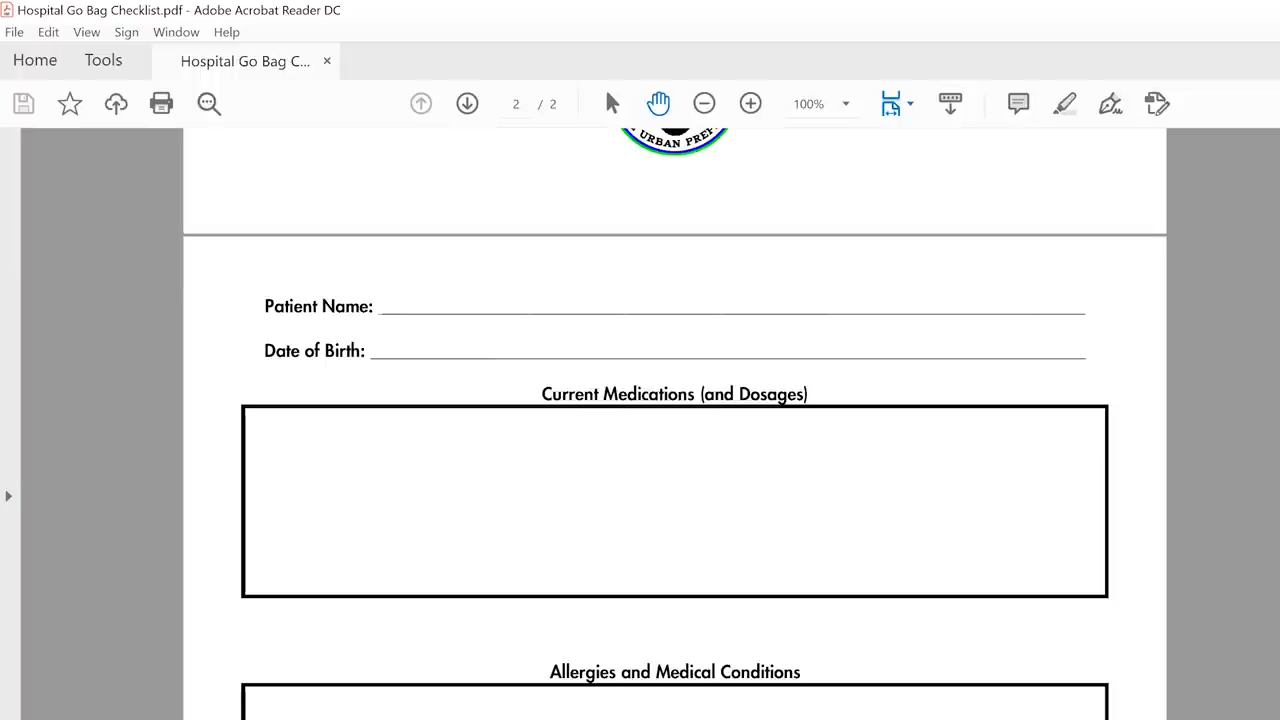 Hospital Go Bag Checklist.pdf - Adobe Acrobat Reader DC
File Edit View Sign Window Help
Home Tools Hospital Go Bag C... ×
2 / 2 100%
URBAN PREP
Patient Name:
Date of Birth:
Current Medications (and Dosages)
Allergies and Medical Conditions